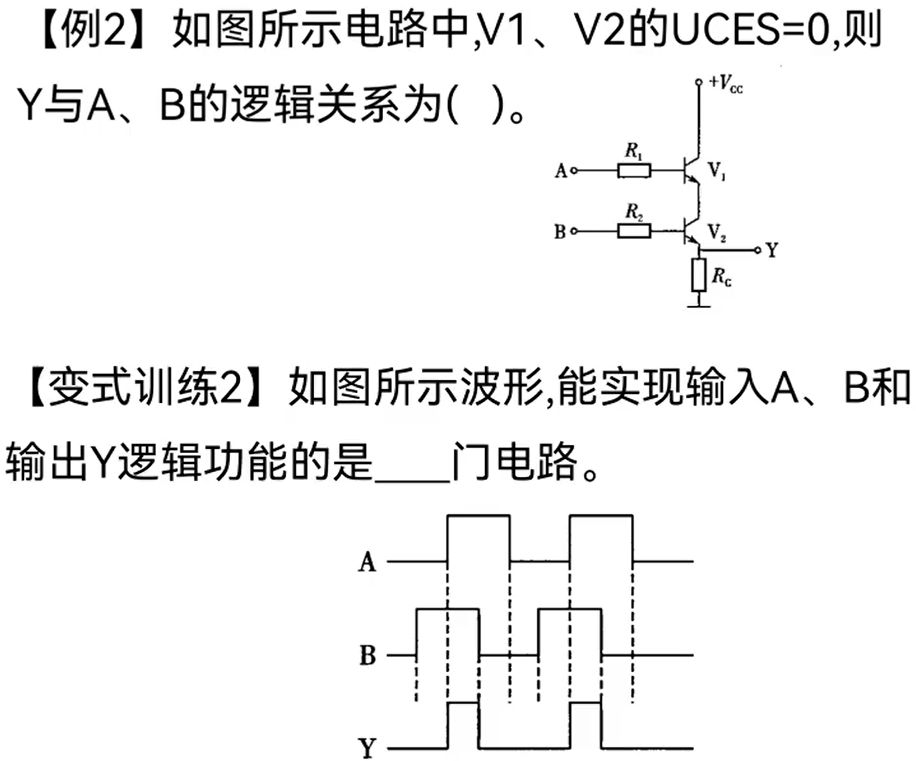 【例2】如图所示电路中,V1、V2的UCES=0,则
Y与A、B的逻辑关系为( )。
+VCC
R1
A
V1
R2
B
V2
Y
RC
【变式训练2】如图所示波形,能实现输入A、B和
输出Y逻辑功能的是____门电路。
A
B
Y